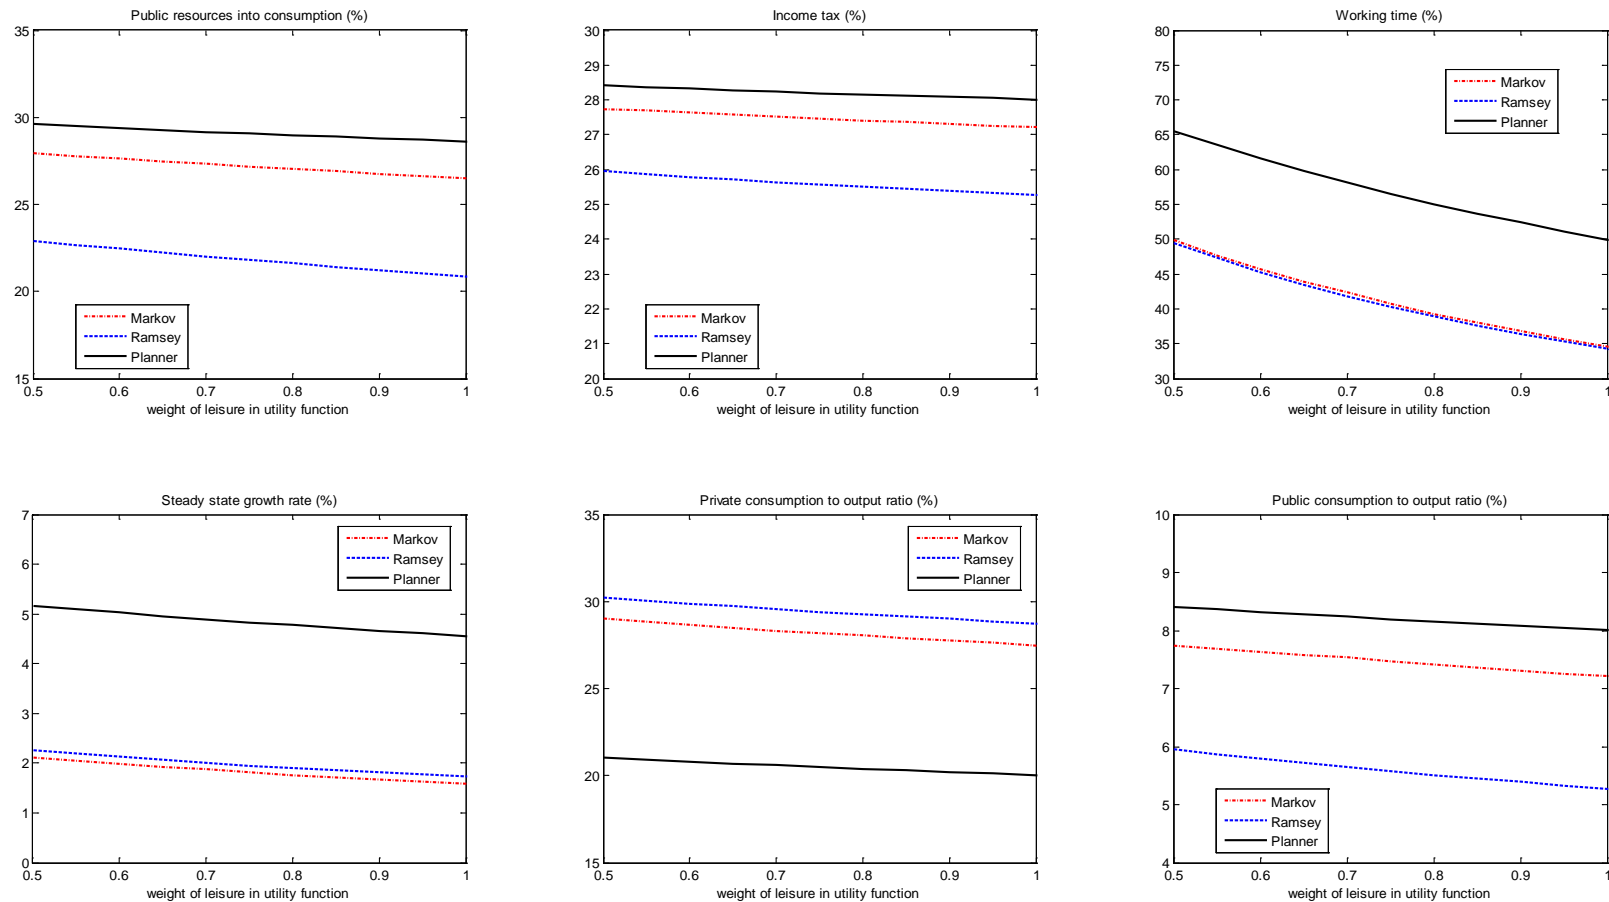 Public resources into consumption (%)
35
30
25
20
15
Markov
Ramsey
Planner
0.5 0.6 0.7 0.8 0.9 1
weight of leisure in utility function
Income tax (%)
30
29
28
27
26
25
24
23
22
21
20
Markov
Ramsey
Planner
0.5 0.6 0.7 0.8 0.9 1
weight of leisure in utility function
Working time (%)
80
75
70
65
60
55
50
45
40
35
30
Markov
Ramsey
Planner
0.5 0.6 0.7 0.8 0.9 1
weight of leisure in utility function
Steady state growth rate (%)
7
6
5
4
3
2
1
0
Markov
Ramsey
Planner
0.5 0.6 0.7 0.8 0.9 1
weight of leisure in utility function
Private consumption to output ratio (%)
35
30
25
20
15
Markov
Ramsey
Planner
0.5 0.6 0.7 0.8 0.9 1
weight of leisure in utility function
Public consumption to output ratio (%)
10
9
8
7
6
5
4
Markov
Ramsey
Planner
0.5 0.6 0.7 0.8 0.9 1
weight of leisure in utility function